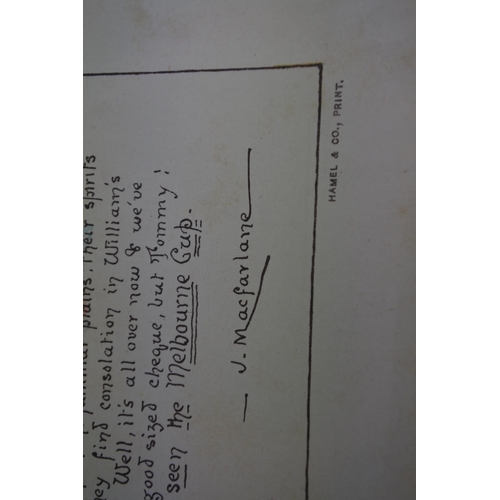 plains. Their spirits
find consolation in William's
Well, it's all over now & we've
good sized cheque, but Tommy!
seen the Melbourne Cup.
— J. Macfarlane —
HAMEL & CO., PRINT.